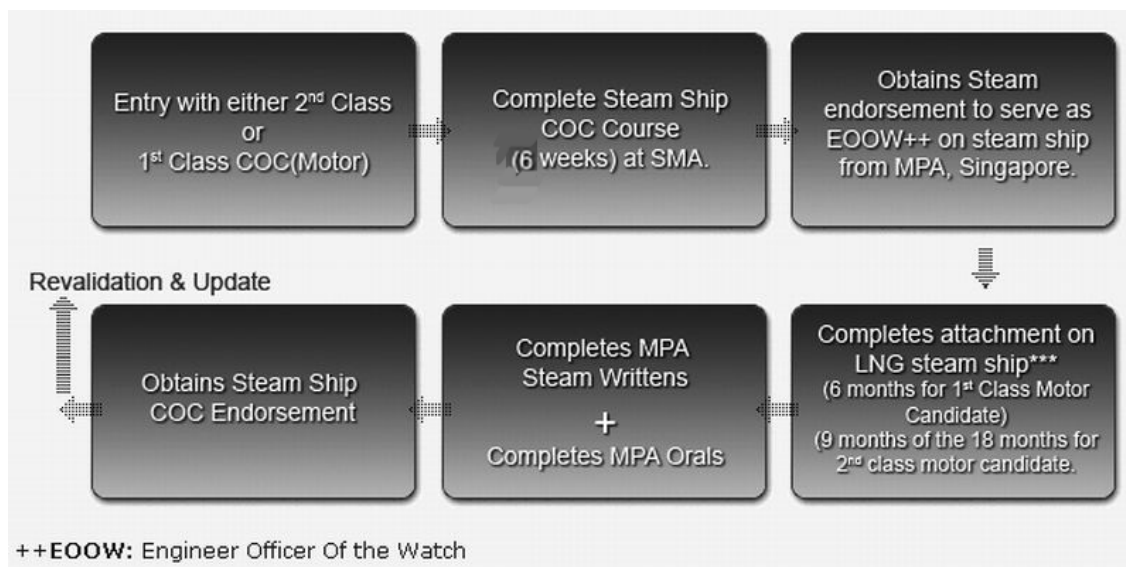 Entry with either 2nd Class
or
1st Class COC(Motor)
Complete Steam Ship
COC Course
(6 weeks) at SMA.
Obtains Steam
endorsement to serve as
EOOW++ on steam ship
from MPA, Singapore.
Completes attachment on
LNG steam ship***
(6 months for 1st Class Motor
Candidate)
(9 months of the 18 months for
2nd class motor candidate.
Completes MPA
Steam Writtens
+
Completes MPA Orals
Obtains Steam Ship
COC Endorsement
Revalidation & Update
++EOOW: Engineer Officer Of the Watch